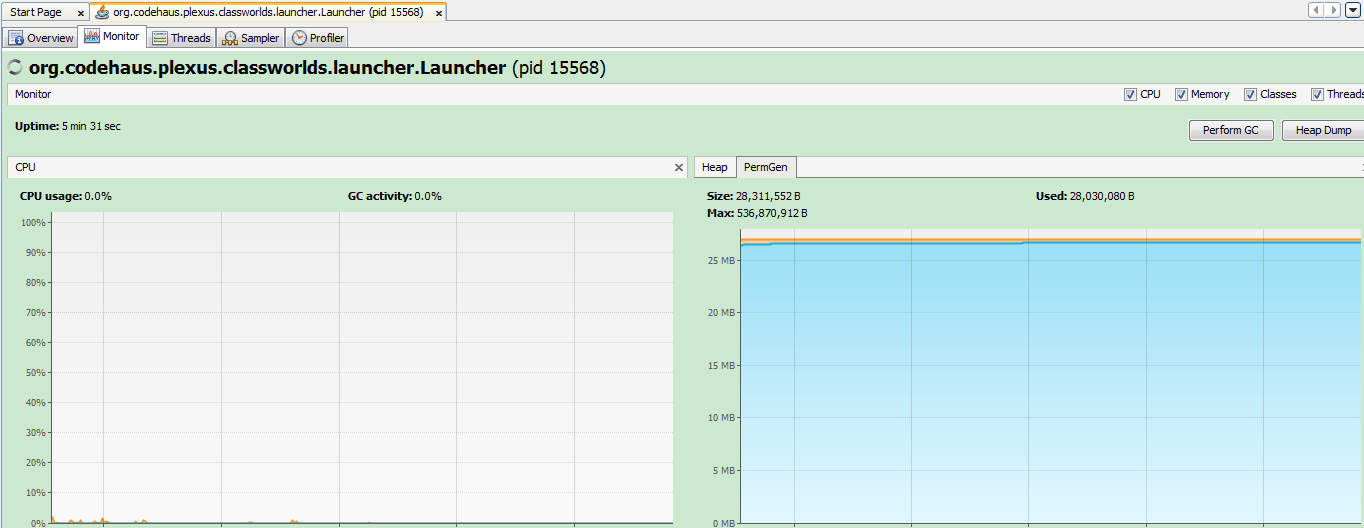 Start Page × org.codehaus.plexus.classworlds.launcher.Launcher (pid 15568) ×
Overview Monitor Threads Sampler Profiler
org.codehaus.plexus.classworlds.launcher.Launcher (pid 15568)
Monitor CPU Memory Classes Threads
Uptime: 5 min 31 sec
Perform GC Heap Dump
CPU × Heap PermGen
CPU usage: 0.0% GC activity: 0.0%
Size: 28,311,552 B Used: 28,030,080 B
Max: 536,870,912 B
100%
90%
80%
70%
60%
50%
40%
30%
20%
10%
0%
25 MB
20 MB
15 MB
10 MB
5 MB
0 MB